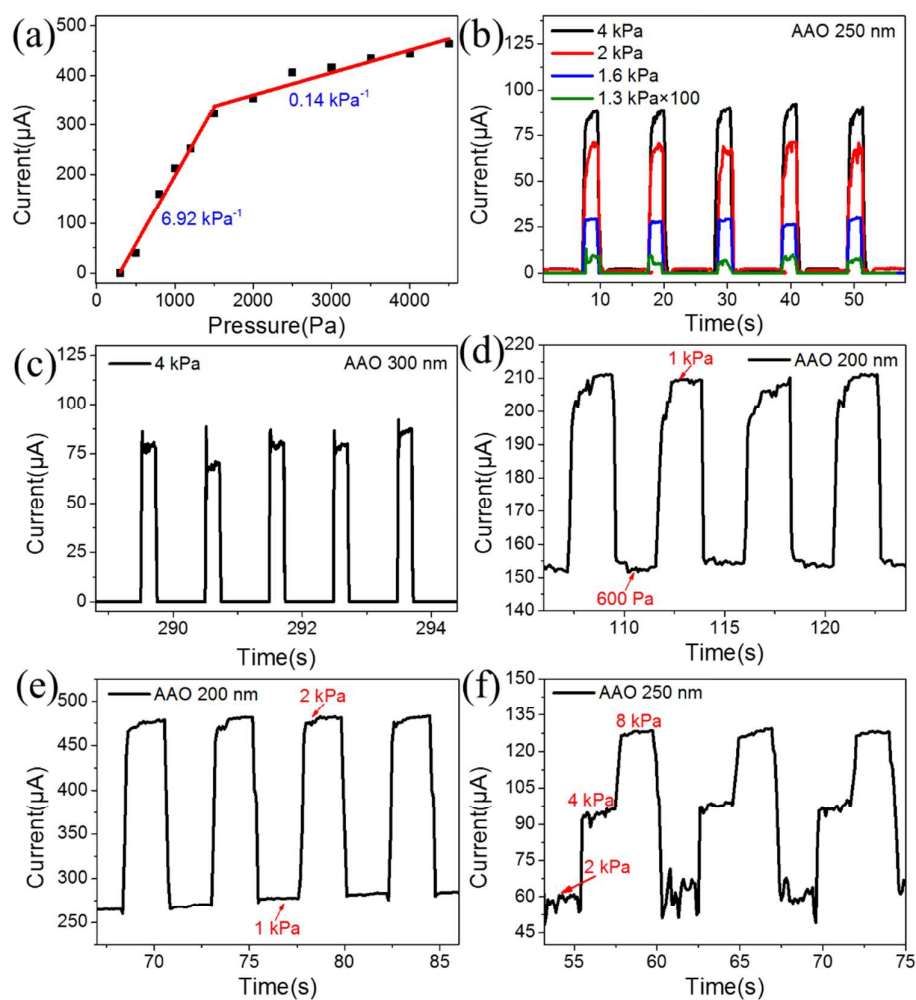 (a)
Current(µA)
500
400
300
200
100
0
0.14 kPa⁻¹
6.92 kPa⁻¹
0 1000 2000 3000 4000
Pressure(Pa)
(b)
Current(µA)
125
100
75
50
25
0
4 kPa
2 kPa
1.6 kPa
1.3 kPa×100
AAO 250 nm
10 20 30 40 50
Time(s)
(c)
Current(µA)
125
100
75
50
25
0
4 kPa AAO 300 nm
290 292 294
Time(s)
(d)
Current(µA)
220
210
200
190
180
170
160
150
140
1 kPa
AAO 200 nm
600 Pa
110 115 120
Time(s)
(e)
Current(µA)
500
450
400
350
300
250
AAO 200 nm
2 kPa
1 kPa
70 75 80 85
Time(s)
(f)
Current(µA)
150
135
120
105
90
75
60
45
AAO 250 nm
8 kPa
4 kPa
2 kPa
55 60 65 70 75
Time(s)